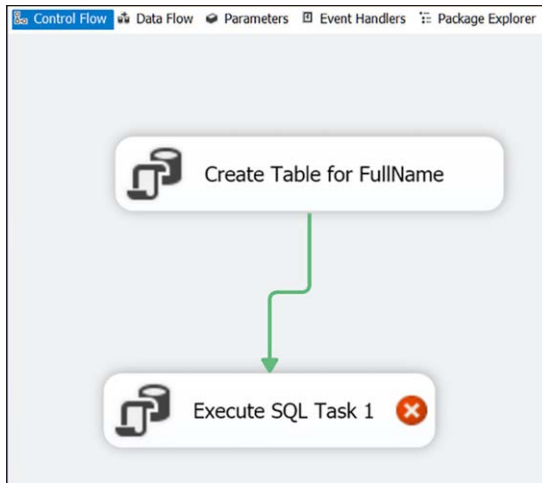 Control Flow Data Flow Parameters Event Handlers Package Explorer
Create Table for FullName
Execute SQL Task 1